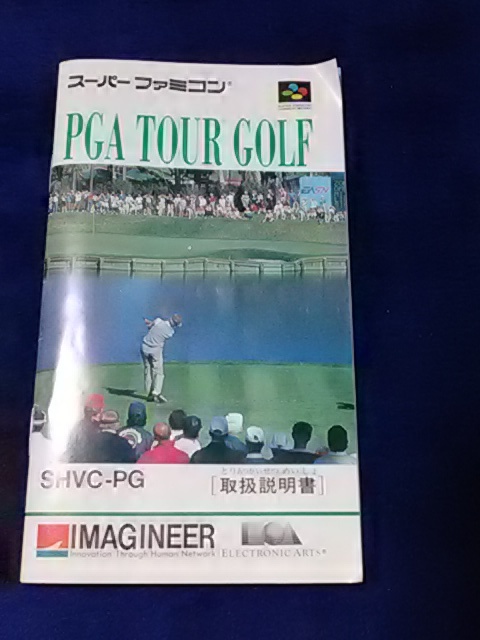 スーパーファミコン®
PGA TOUR GOLF
EASN
SHVC-PG
とりあつかいせつめいしょ
[取扱説明書]
IMAGINEER
Innovation Through Human Network
ELECTRONIC ARTS®